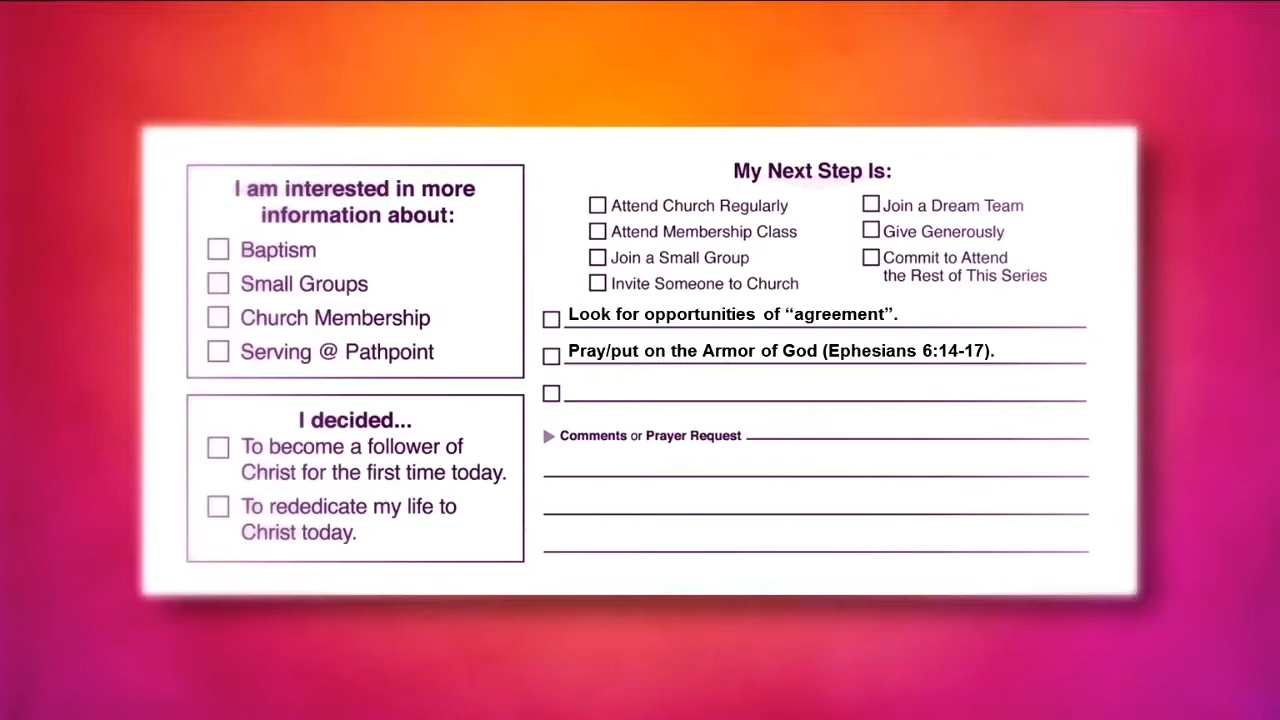 I am interested in more
information about:
Baptism
Small Groups
Church Membership
Serving @ Pathpoint
I decided...
To become a follower of
Christ for the first time today.
To rededicate my life to
Christ today.
My Next Step Is:
Attend Church Regularly
Attend Membership Class
Join a Small Group
Invite Someone to Church
Join a Dream Team
Give Generously
Commit to Attend
the Rest of This Series
Look for opportunities of “agreement”.
Pray/put on the Armor of God (Ephesians 6:14-17).
Comments or Prayer Request